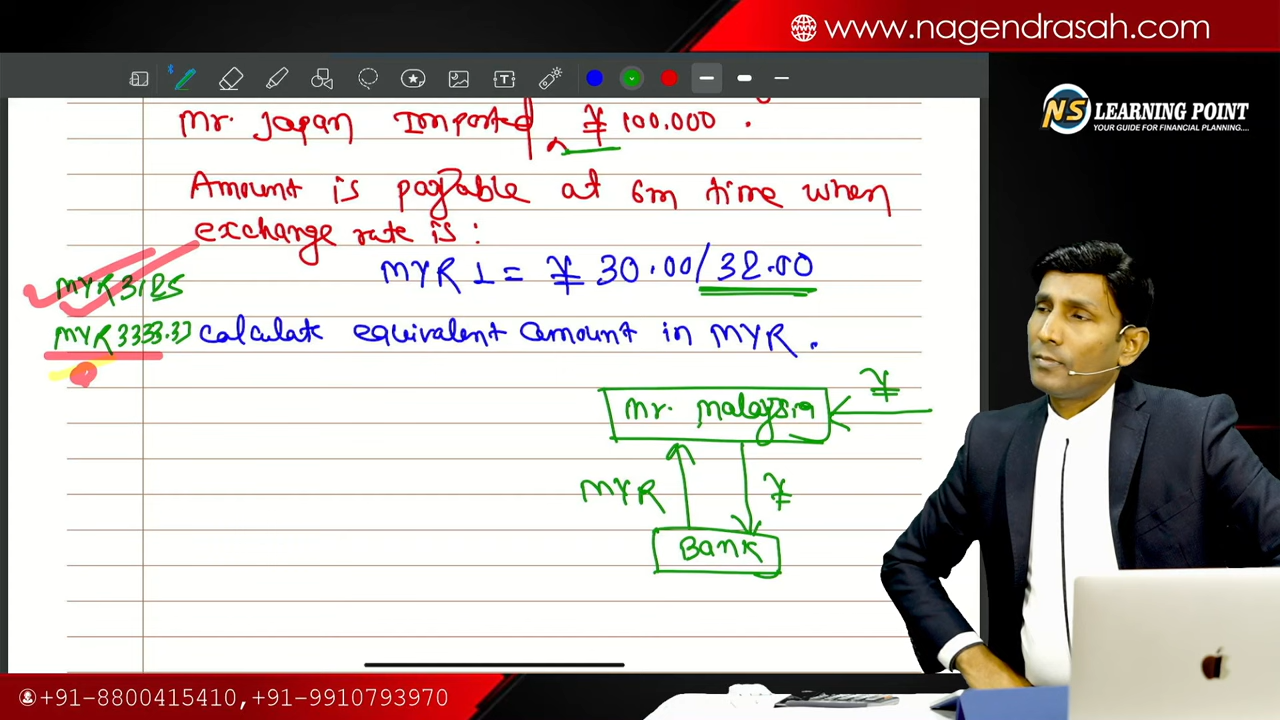 www.nagendrasah.com
NS LEARNING POINT
YOUR GUIDE FOR FINANCIAL PLANNING....
Mr. Japan Imported ¥ 100.000 .
Amount is payable at 6m time when
exchange rate is :
MYR 3125
MYR 1 = ¥ 30.00/32.00
MYR 3333.33
calculate equivalent amount in MYR .
¥
Mr. Malaysia
MYR
¥
Bank
+91-8800415410,+91-9910793970